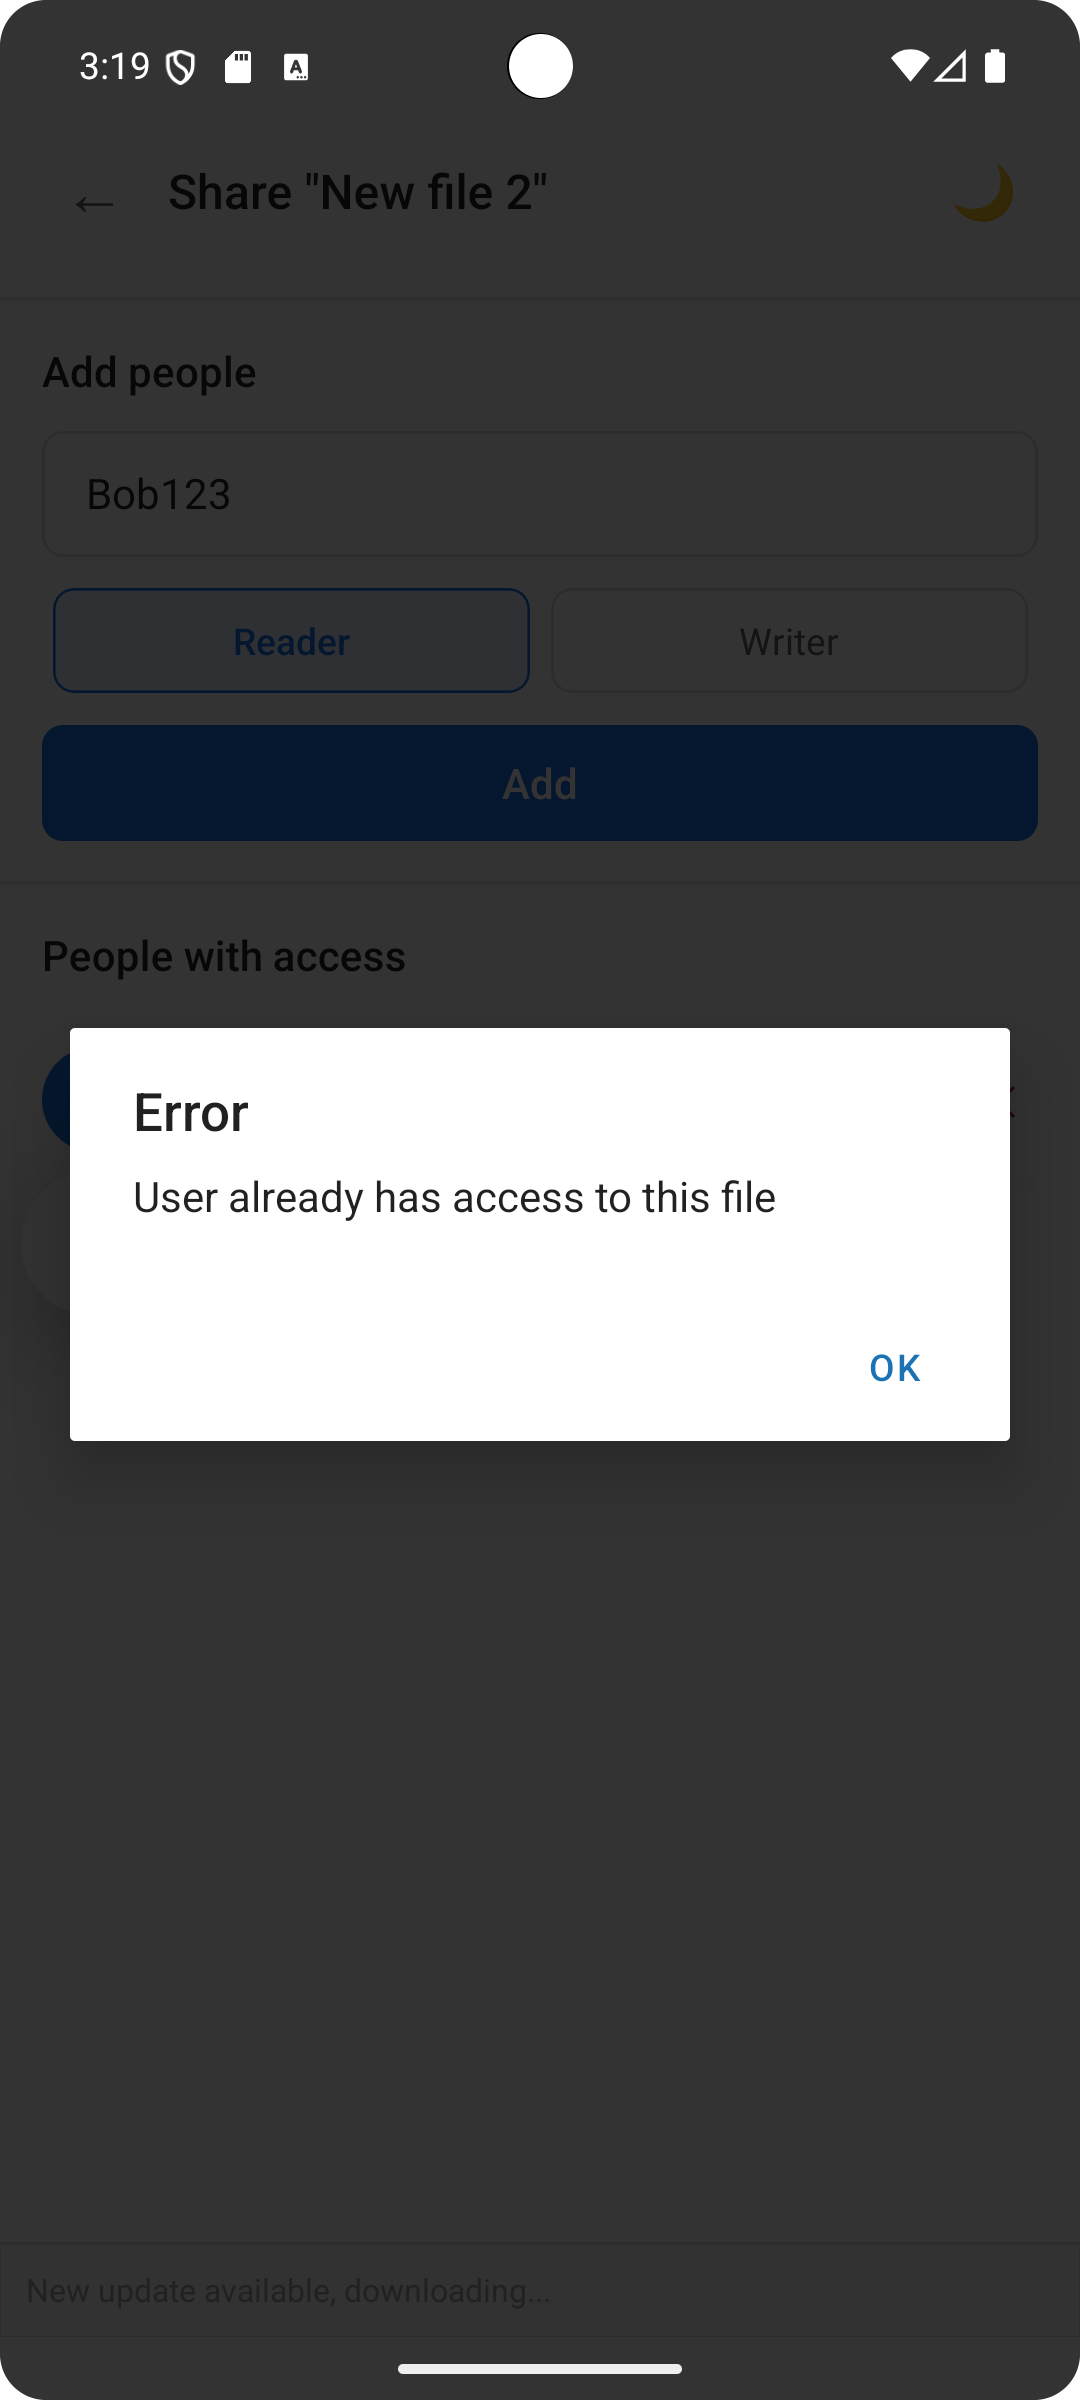 3:19
← Share "New file 2"
Add people
Bob123
Reader Writer
Add
People with access
Error
User already has access to this file
OK
New update available, downloading...